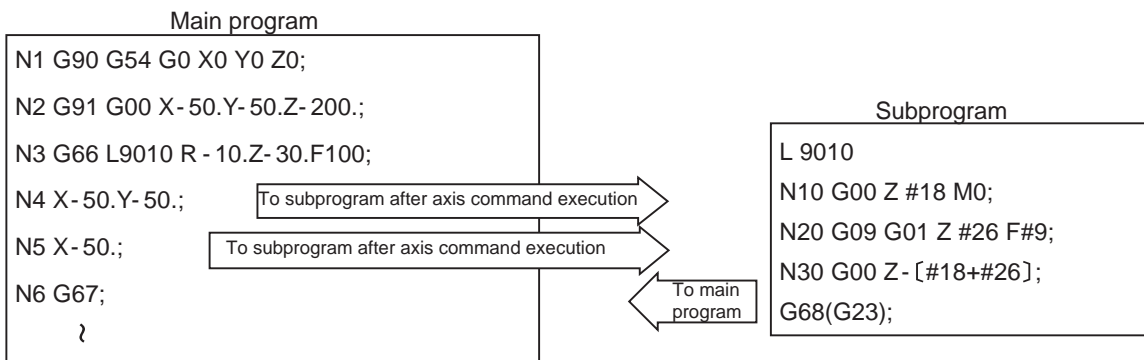 Main program
N1 G90 G54 G0 X0 Y0 Z0;
N2 G91 G00 X-50.Y-50.Z-200.;
N3 G66 L9010 R -10.Z-30.F100;
N4 X-50.Y-50.;
To subprogram after axis command execution
N5 X-50.;
To subprogram after axis command execution
N6 G67;
~
To main
program
Subprogram
L 9010
N10 G00 Z #18 M0;
N20 G09 G01 Z #26 F#9;
N30 G00 Z-〔#18+#26〕;
G68(G23);